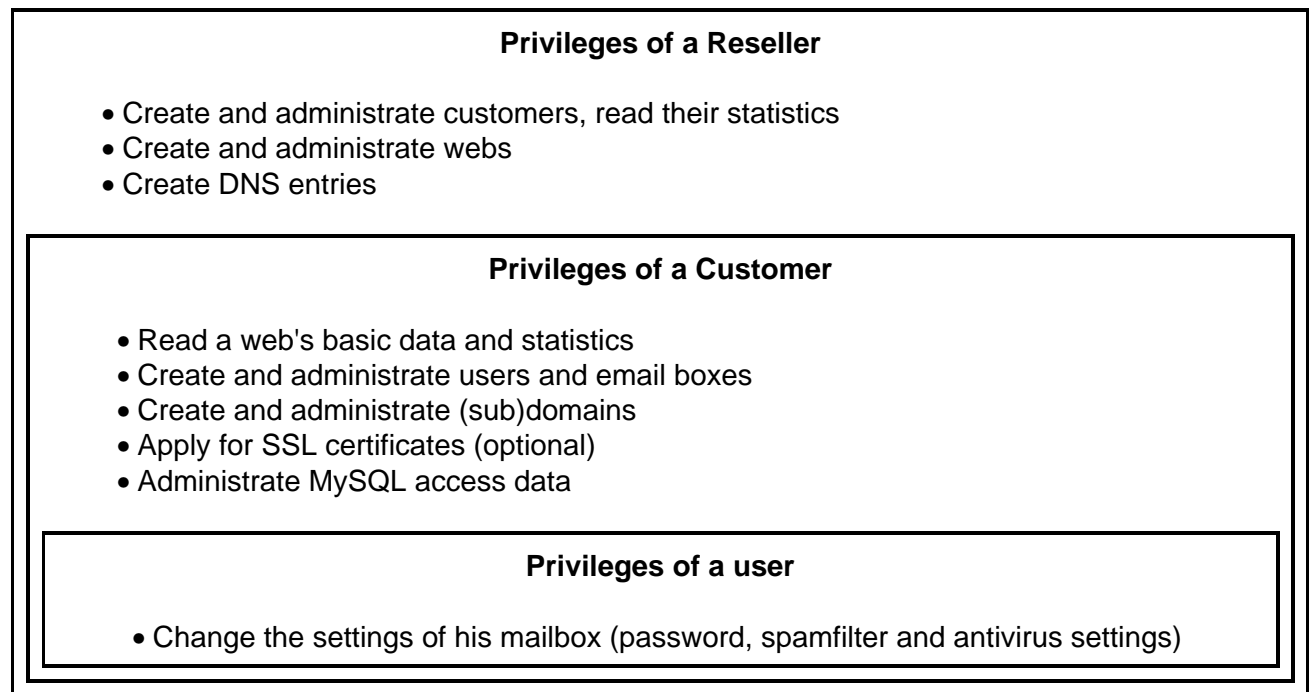 Privileges of a Reseller
• Create and administrate customers, read their statistics
• Create and administrate webs
• Create DNS entries
Privileges of a Customer
• Read a web's basic data and statistics
• Create and administrate users and email boxes
• Create and administrate (sub)domains
• Apply for SSL certificates (optional)
• Administrate MySQL access data
Privileges of a user
• Change the settings of his mailbox (password, spamfilter and antivirus settings)